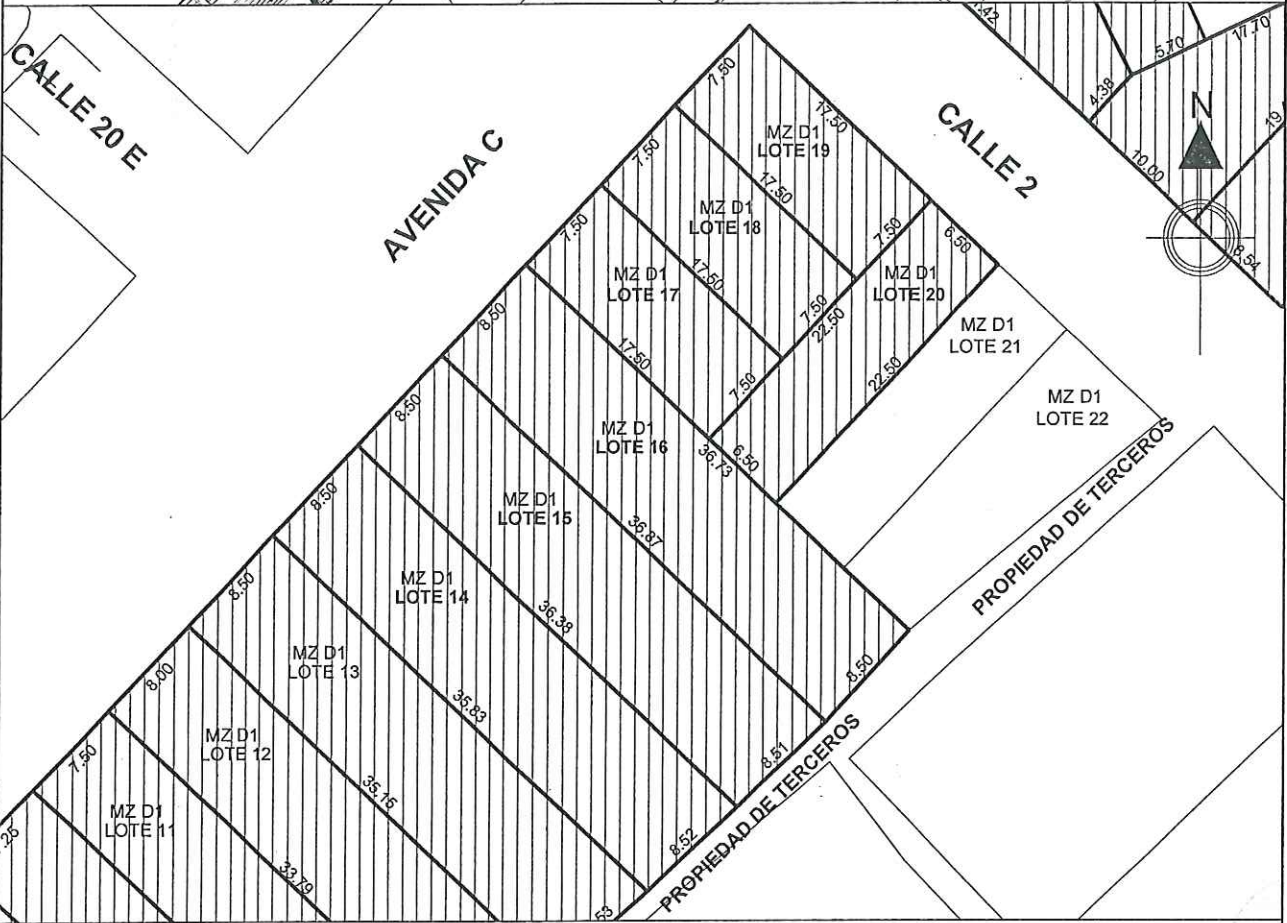 CALLE 20 E
AVENIDA C
CALLE 2
N
5.70
17.70
4.38
10.00
8.54
7.50
17.50
MZ D1
LOTE 19
7.50
17.50
MZ D1
LOTE 18
7.50
6.50
7.50
17.50
MZ D1
LOTE 17
MZ D1
LOTE 20
7.50
22.50
22.50
MZ D1
LOTE 21
8.50
17.50
7.50
MZ D1
LOTE 22
8.50
MZ D1
LOTE 16
36.73
6.50
PROPIEDAD DE TERCEROS
8.50
MZ D1
LOTE 15
36.87
8.50
MZ D1
LOTE 14
36.38
8.50
8.00
MZ D1
LOTE 13
35.83
8.51
PROPIEDAD DE TERCEROS
7.50
MZ D1
LOTE 12
35.15
8.52
MZ D1
LOTE 11
33.79